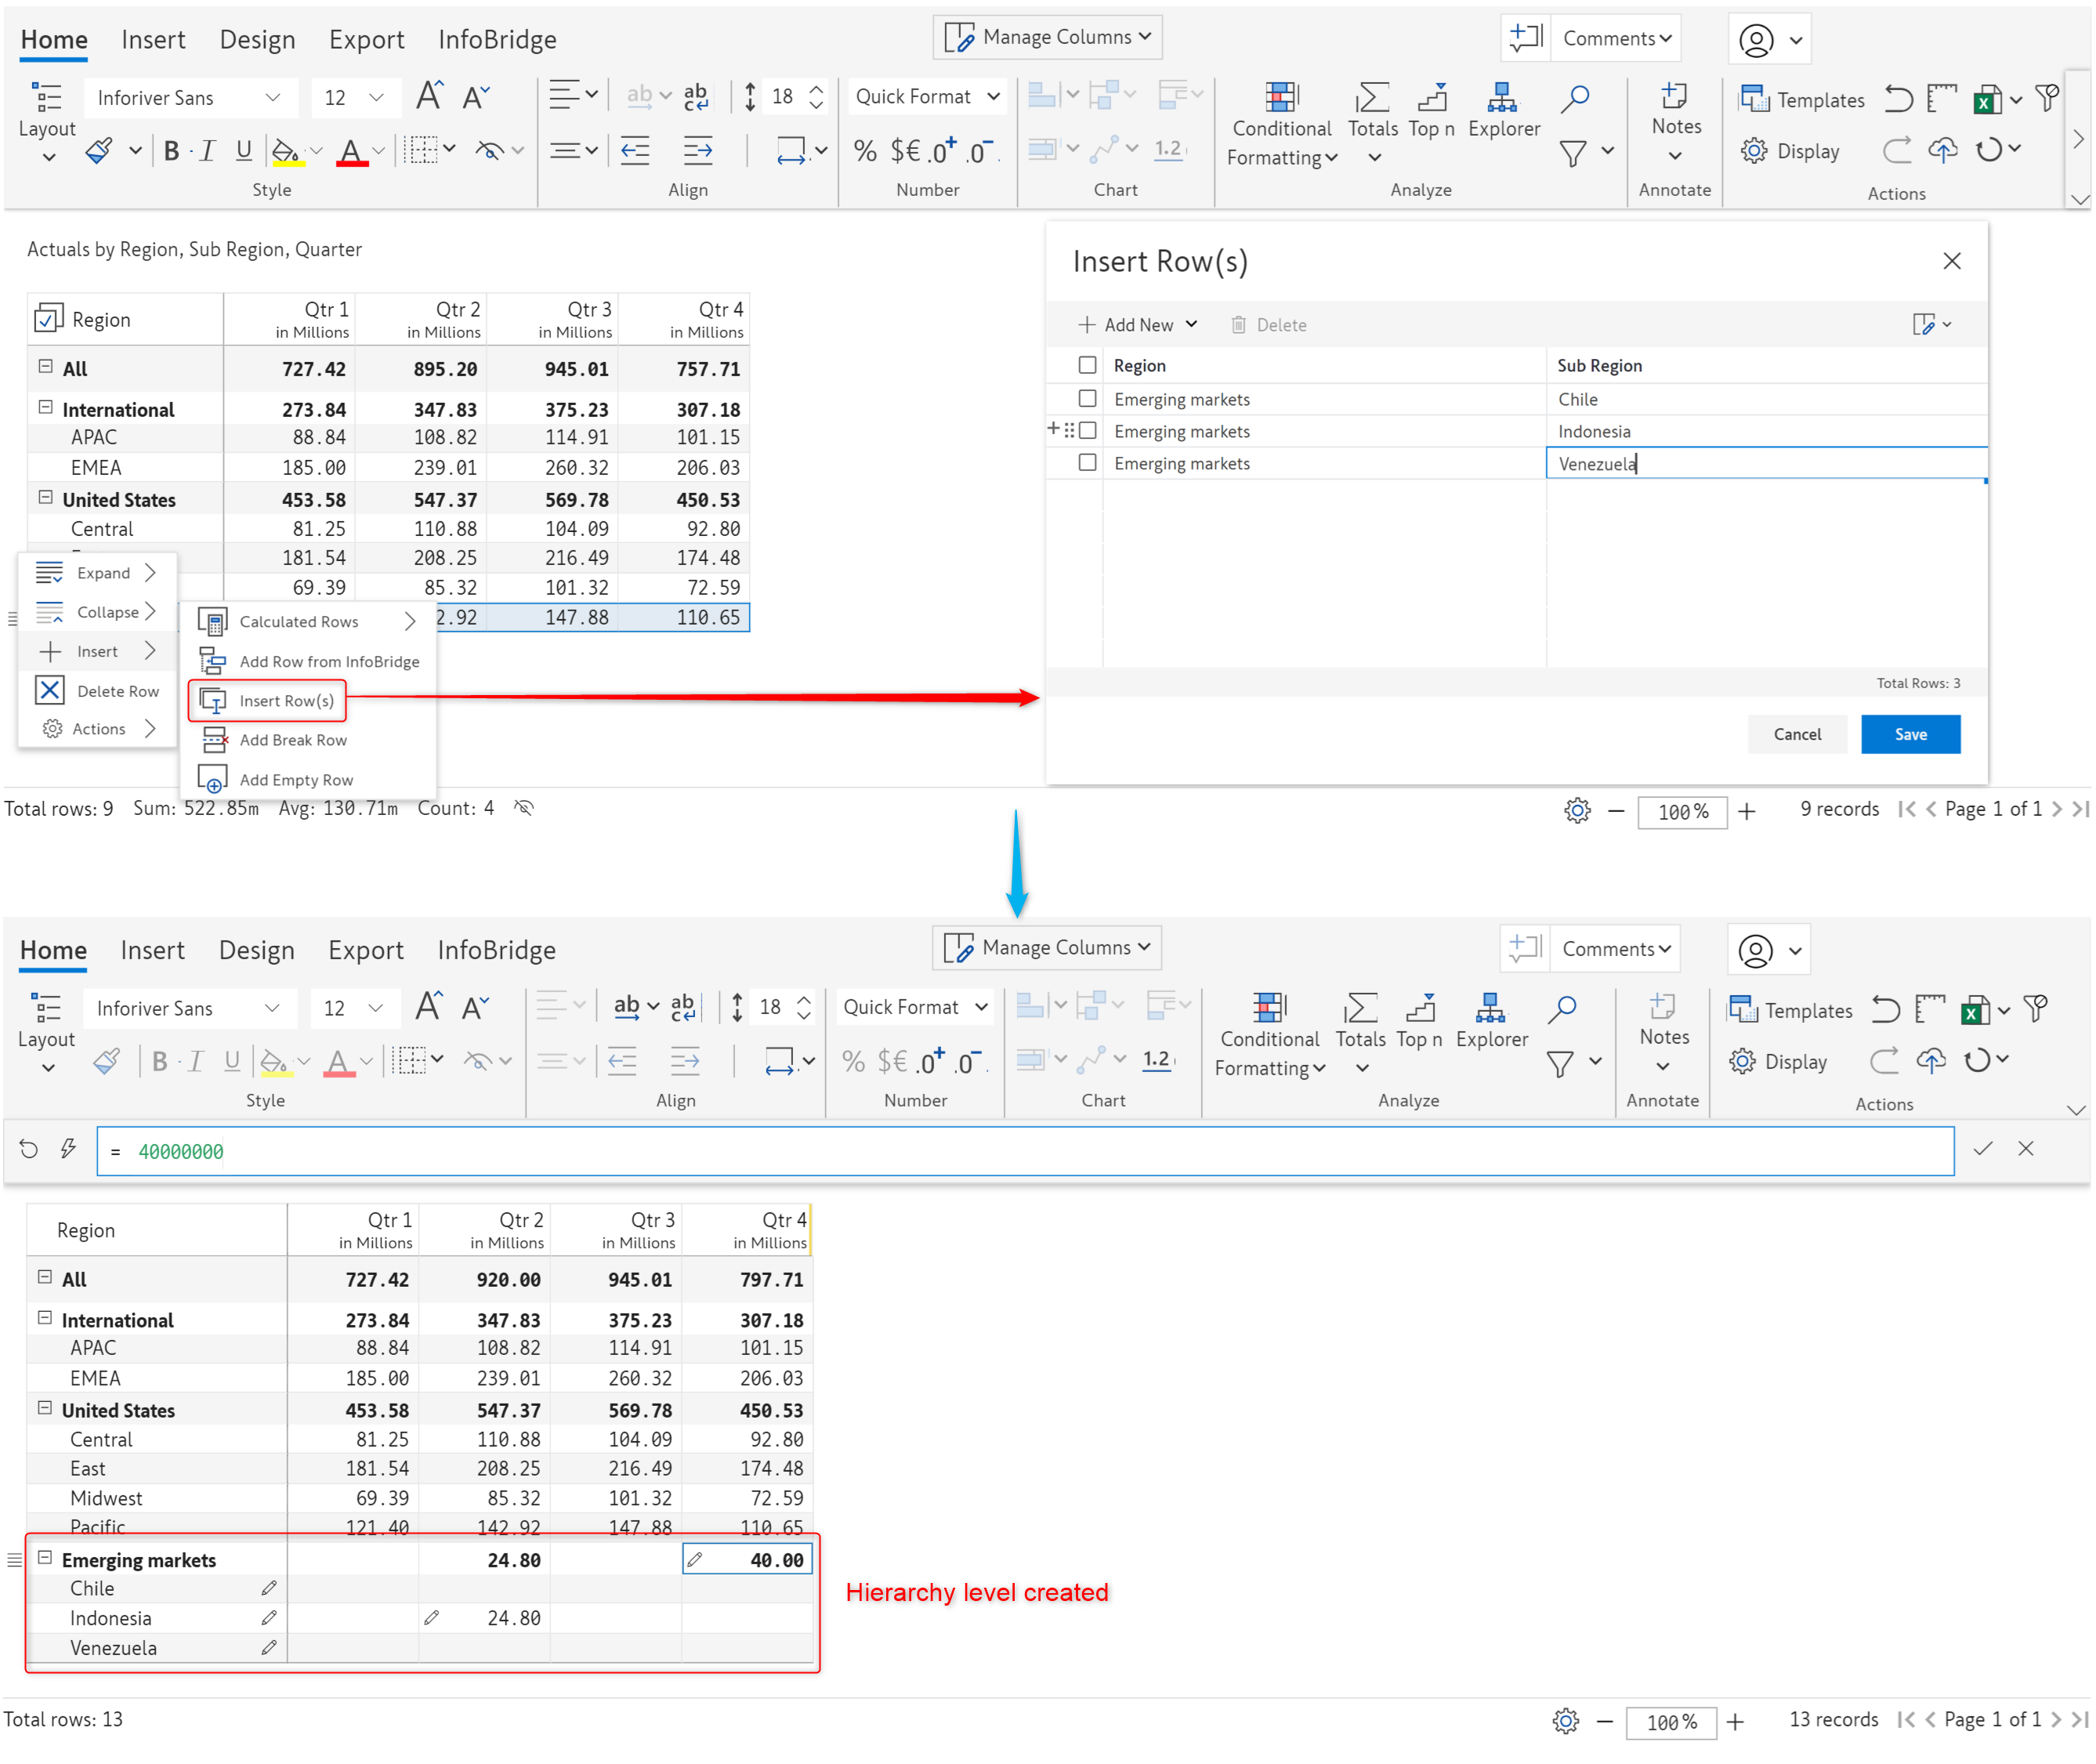 Home Insert Design Export InfoBridge Manage Columns Comments
Inforiver Sans 12 ab ab c 18 Quick Format
Layout
B I U A % $€ .0+ .0- 1.2
Conditional Formatting Totals Top n Explorer Notes Templates Display
Style Align Number Chart Analyze Annotate Actions
Actuals by Region, Sub Region, Quarter
Region Qtr 1 in Millions Qtr 2 in Millions Qtr 3 in Millions Qtr 4 in Millions
All 727.42 895.20 945.01 757.71
International 273.84 347.83 375.23 307.18
APAC 88.84 108.82 114.91 101.15
EMEA 185.00 239.01 260.32 206.03
United States 453.58 547.37 569.78 450.53
Central 81.25 110.88 104.09 92.80
181.54 208.25 216.49 174.48
69.39 85.32 101.32 72.59
2.92 147.88 110.65
Expand
Collapse
Insert
Delete Row
Actions
Calculated Rows
Add Row from InfoBridge
Insert Row(s)
Add Break Row
Add Empty Row
Insert Row(s)
Add New Delete
Region Sub Region
Emerging markets Chile
Emerging markets Indonesia
Emerging markets Venezuela
Total Rows: 3
Cancel Save
Total rows: 9 Sum: 522.85m Avg: 130.71m Count: 4 100% 9 records Page 1 of 1
Home Insert Design Export InfoBridge Manage Columns Comments
Inforiver Sans 12 ab ab c 18 Quick Format
Layout
B I U A % $€ .0+ .0- 1.2
Conditional Formatting Totals Top n Explorer Notes Templates Display
Style Align Number Chart Analyze Annotate Actions
= 40000000
Region Qtr 1 in Millions Qtr 2 in Millions Qtr 3 in Millions Qtr 4 in Millions
All 727.42 920.00 945.01 797.71
International 273.84 347.83 375.23 307.18
APAC 88.84 108.82 114.91 101.15
EMEA 185.00 239.01 260.32 206.03
United States 453.58 547.37 569.78 450.53
Central 81.25 110.88 104.09 92.80
East 181.54 208.25 216.49 174.48
Midwest 69.39 85.32 101.32 72.59
Pacific 121.40 142.92 147.88 110.65
Emerging markets 24.80 40.00
Chile
Indonesia 24.80
Venezuela
Hierarchy level created
Total rows: 13 100% 13 records Page 1 of 1